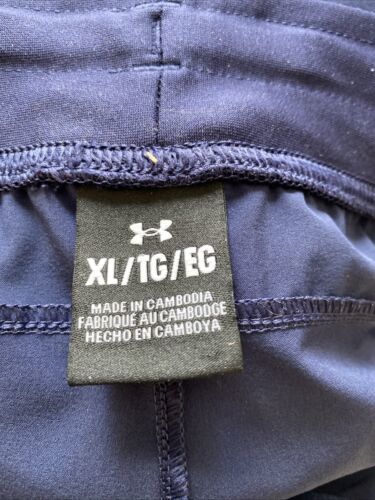 XL/TG/EG
MADE IN CAMBODIA
FABRIQUÉ AU CAMBODGE
HECHO EN CAMBOYA